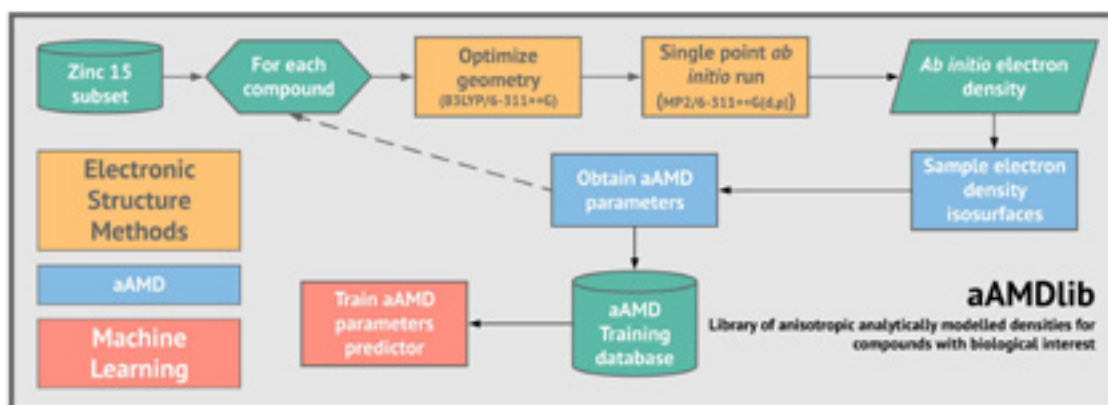 Zinc 15
subset
For each
compound
Optimize
geometry
(B3LYP/6-311++G)
Single point ab
initio run
(MP2/6-311++G(d,p))
Ab initio electron
density
Electronic
Structure
Methods
Obtain aAMD
parameters
Sample electron
density
isosurfaces
aAMD
Train aAMD
parameters
predictor
aAMD
Training
database
aAMDlib
Library of anisotropic analytically modelled densities for
compounds with biological interest
Machine
Learning